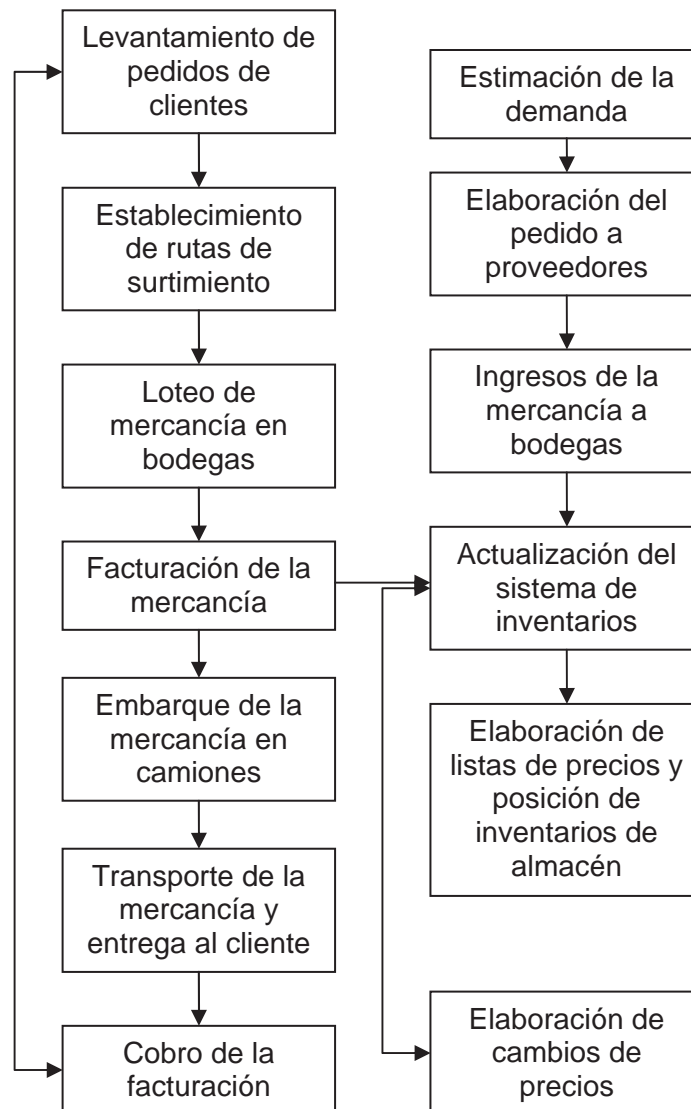 Levantamiento de
pedidos de
clientes
Establecimiento
de rutas de
surtimiento
Loteo de
mercancía en
bodegas
Facturación de la
mercancía
Embarque de la
mercancía en
camiones
Transporte de la
mercancía y
entrega al cliente
Cobro de la
facturación
Estimación de la
demanda
Elaboración del
pedido a
proveedores
Ingresos de la
mercancía a
bodegas
Actualización del
sistema de
inventarios
Elaboración de
listas de precios y
posición de
inventarios de
almacén
Elaboración de
cambios de
precios